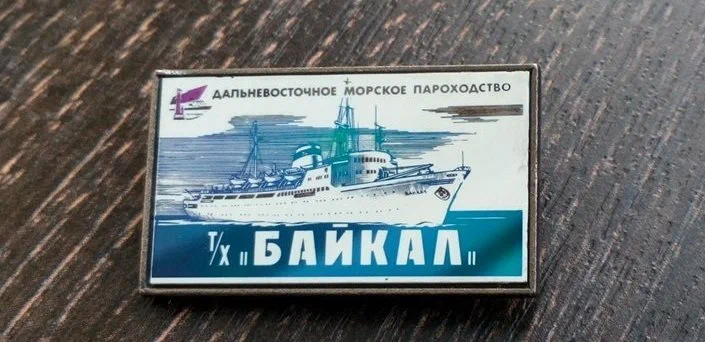 ДАЛЬНЕВОСТОЧНОЕ МОРСКОЕ ПАРОХОДСТВО
Т/Х "БАЙКАЛ"